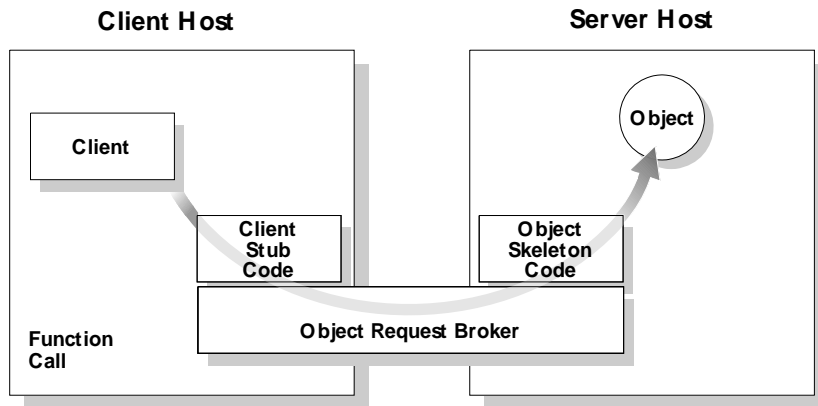 Client Host
Server Host
Client
Object
Client
Stub
Code
Object
Skeleton
Code
Object Request Broker
Function
Call